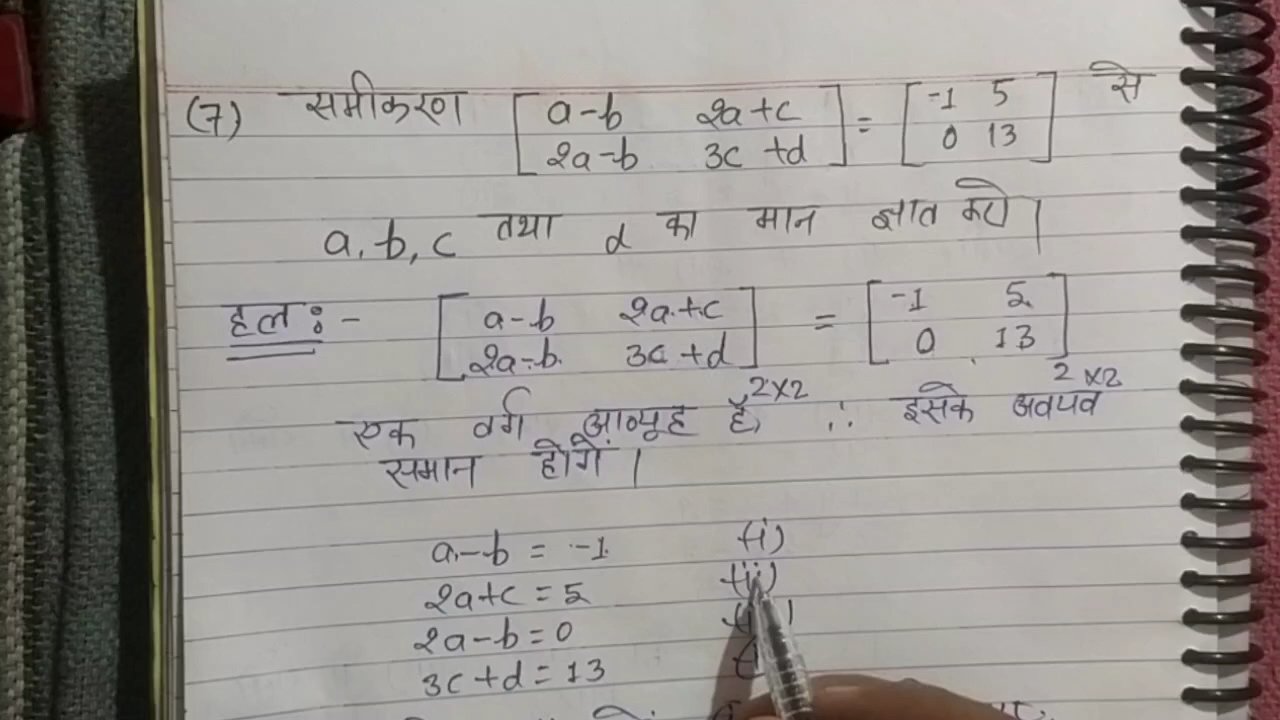 (7) समीकरण [a-b 2a+c
2a-b 3c+d] = [-1 5
0 13] से
a, b, c तथा d का मान ज्ञात करो।
हल:- [a-b 2a+c
2a-b 3c+d] = [-1 5
0 13]
2×2 2×2
एक वर्ग आव्यूह है, ∴ इसके अवयव
समान होगें।
a-b = -1 (i)
2a+c = 5 (ii)
2a-b = 0
3c+d = 13